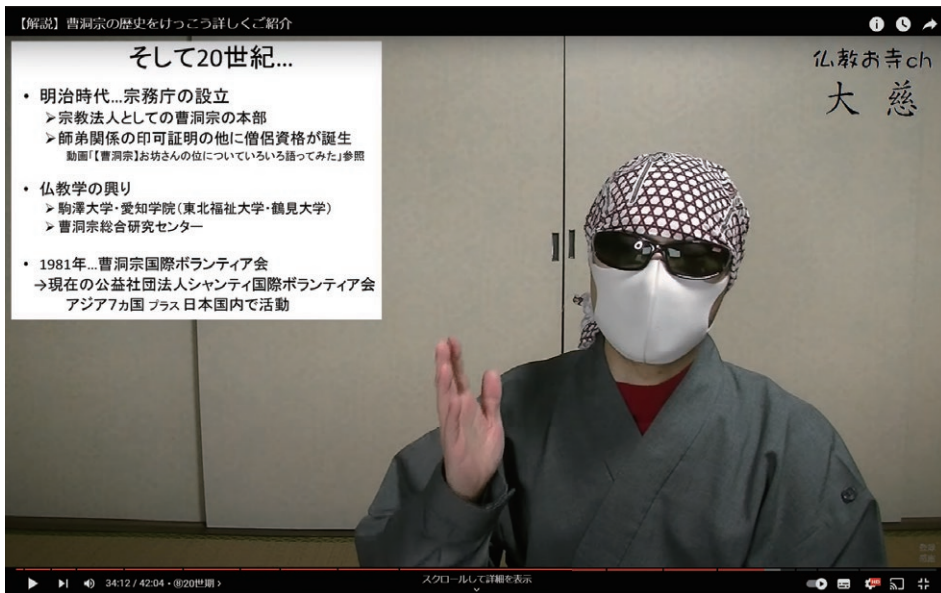 【解説】曹洞宗の歴史をけっこう詳しくご紹介
そして20世紀...
• 明治時代...宗務庁の設立
➢宗教法人としての曹洞宗の本部
➢師弟関係の印可証明の他に僧侶資格が誕生
動画「【曹洞宗】お坊さんの位についていろいろ語ってみた」参照
• 仏教学の興り
➢駒澤大学・愛知学院（東北福祉大学・鶴見大学）
➢曹洞宗総合研究センター
• 1981年...曹洞宗国際ボランティア会
→現在の公益社団法人シャンティ国際ボランティア会
アジア7ヵ国 プラス 日本国内で活動
仏教お寺ch
大慈
34:12 / 42:04・⑧20世期 ›
スクロールして詳細を表示
HD